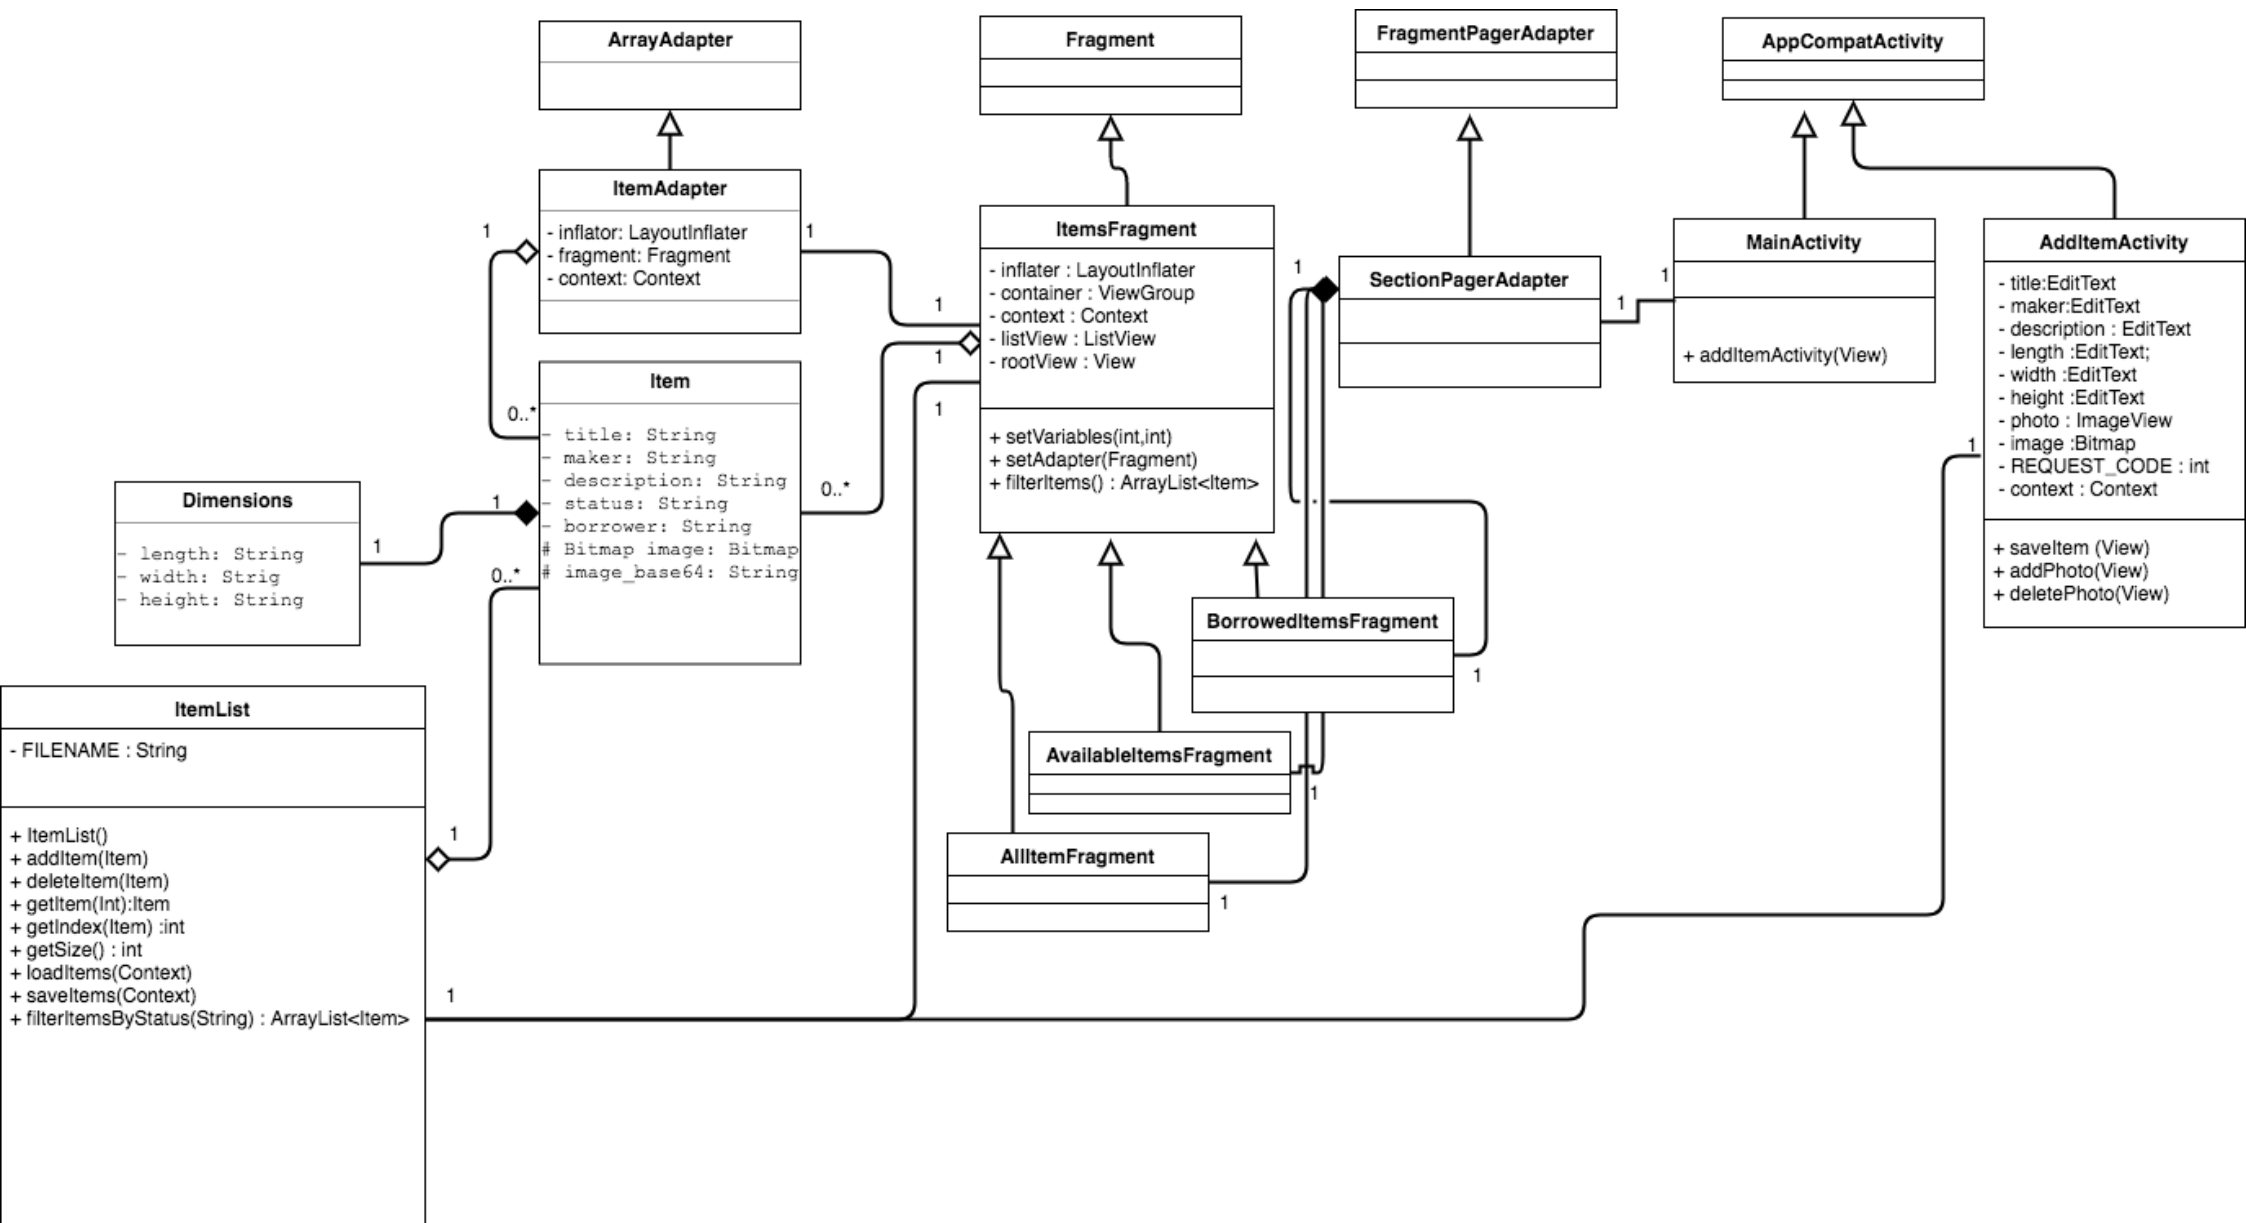 ArrayAdapter
Fragment
FragmentPagerAdapter
AppCompatActivity
ItemAdapter
- inflator: LayoutInflater
- fragment: Fragment
- context: Context
1
1
0..*
ItemsFragment
- inflater : LayoutInflater
- container : ViewGroup
- context : Context
- listView : ListView
- rootView : View
+ setVariables(int,int)
+ setAdapter(Fragment)
+ filterItems() : ArrayList<Item>
1
1
1
SectionPagerAdapter
1
1
1
MainActivity
+ addItemActivity(View)
AddItemActivity
- title:EditText
- maker:EditText
- description : EditText
- length :EditText;
- width :EditText
- height :EditText
- photo : ImageView
- image :Bitmap
- REQUEST_CODE : int
- context : Context
+ saveItem (View)
+ addPhoto(View)
+ deletePhoto(View)
1
Item
- title: String
- maker: String
- description: String
- status: String
- borrower: String
# Bitmap image: Bitmap
# image_base64: String
0..*
1
0..*
Dimensions
- length: String
- width: Strig
- height: String
1
BorrowedItemsFragment
1
AvailableItemsFragment
1
AllItemFragment
1
ItemList
- FILENAME : String
+ ItemList()
+ addItem(Item)
+ deleteItem(Item)
+ getItem(Int):Item
+ getIndex(Item) :int
+ getSize() : int
+ loadItems(Context)
+ saveItems(Context)
+ filterItemsByStatus(String) : ArrayList<Item>
1
1